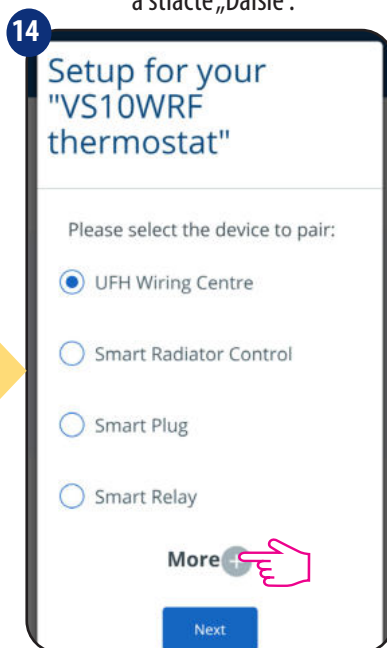 a stlačte „Ďalšie“.
14
Setup for your
"VS10WRF
thermostat"
Please select the device to pair:
UFH Wiring Centre
Smart Radiator Control
Smart Plug
Smart Relay
More +
Next